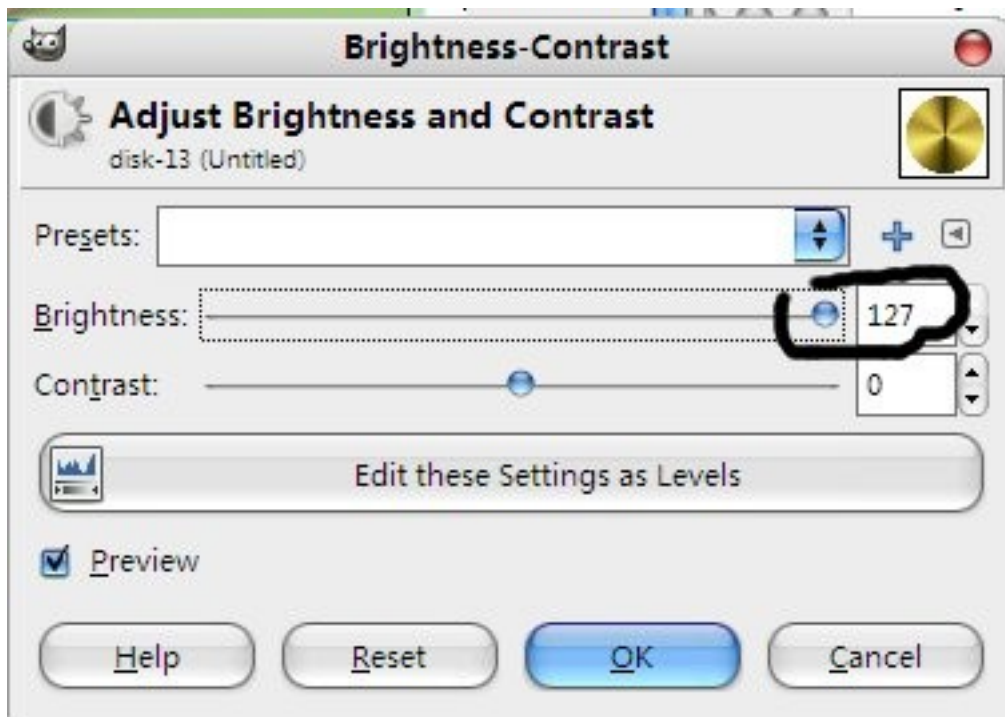 Brightness-Contrast
Adjust Brightness and Contrast
disk-13 (Untitled)
Presets:
Brightness: 127
Contrast: 0
Edit these Settings as Levels
Preview
Help Reset OK Cancel